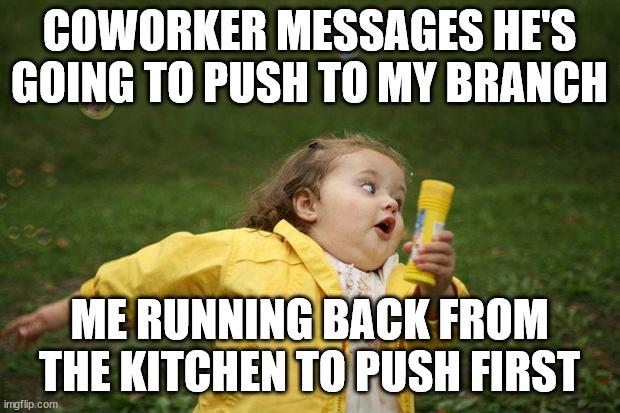 COWORKER MESSAGES HE'S
GOING TO PUSH TO MY BRANCH
ME RUNNING BACK FROM
THE KITCHEN TO PUSH FIRST
imgflip.com